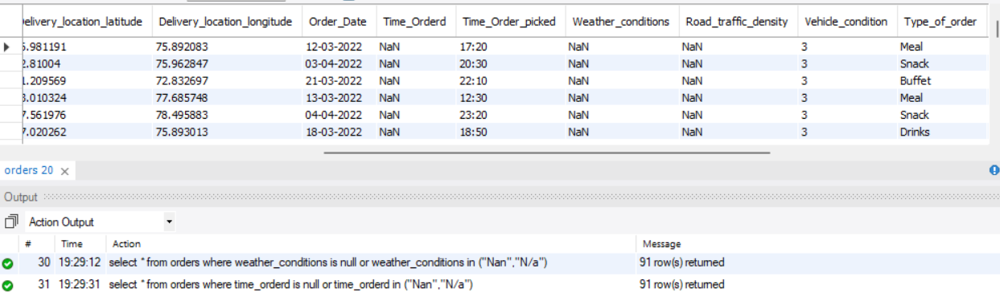 elivery_location_latitude Delivery_location_longitude Order_Date Time_Orderd Time_Order_picked Weather_conditions Road_traffic_density Vehicle_condition Type_of_order
5.981191 75.892083 12-03-2022 NaN 17:20 NaN NaN 3 Meal
2.81004 75.962847 03-04-2022 NaN 20:30 NaN NaN 3 Snack
1.209569 72.832697 21-03-2022 NaN 22:10 NaN NaN 3 Buffet
3.010324 77.685748 13-03-2022 NaN 12:30 NaN NaN 3 Meal
7.561976 78.495883 04-04-2022 NaN 23:20 NaN NaN 3 Snack
7.020262 75.893013 18-03-2022 NaN 18:50 NaN NaN 3 Drinks
orders 20
Output
Action Output
# Time Action Message
30 19:29:12 select * from orders where weather_conditions is null or weather_conditions in ("Nan","N/a") 91 row(s) returned
31 19:29:31 select * from orders where time_orderd is null or time_orderd in ("Nan","N/a") 91 row(s) returned